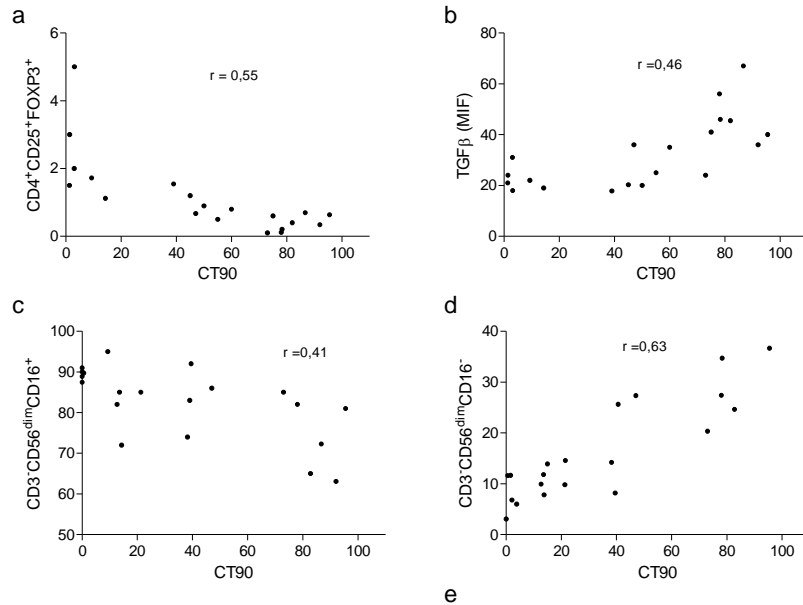 a
6
4
2
0
CD4⁺CD25⁺FOXP3⁺
r = 0,55
0 20 40 60 80 100
CT90
b
80
60
40
20
0
TGFβ (MIF)
r =0,46
0 20 40 60 80 100
CT90
c
100
90
80
70
60
50
CD3⁻CD56ᵈⁱᵐCD16⁺
r =0,41
0 20 40 60 80 100
CT90
d
40
30
20
10
0
CD3⁻CD56ᵈⁱᵐCD16⁻
r =0,63
0 20 40 60 80 100
CT90
e